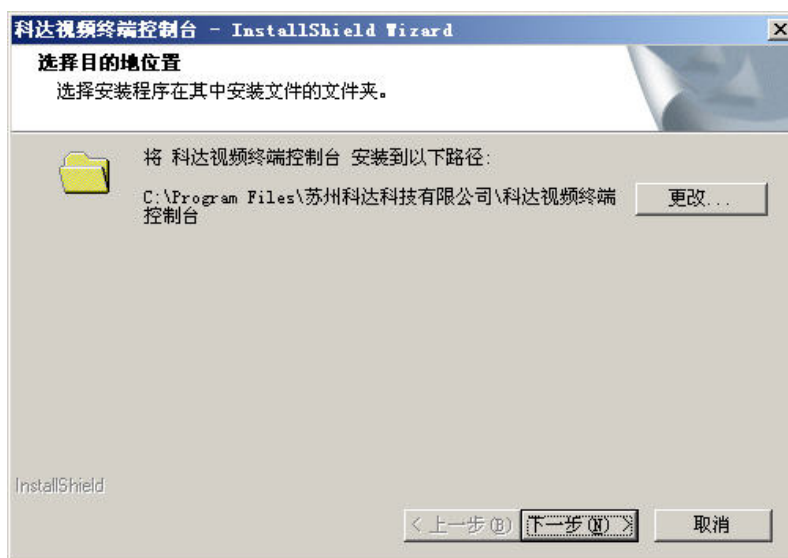 科达视频终端控制台 - InstallShield Wizard
选择目的地位置
选择安装程序在其中安装文件的文件夹。
将 科达视频终端控制台 安装到以下路径:
C:\Program Files\苏州科达科技有限公司\科达视频终端
控制台
更改...
InstallShield
< 上一步(B)
下一步(N) >
取消